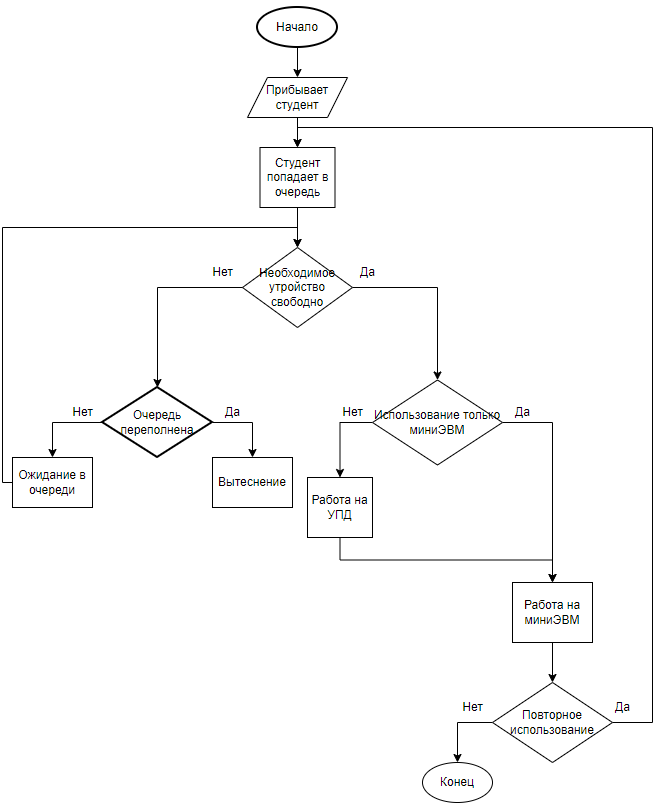 Начало
Прибывает
студент
Студент
попадает в
очередь
Нет
Необходимое
утройство
свободно
Да
Нет
Очередь
переполнена
Да
Нет
Использование только
миниЭВМ
Да
Ожидание в
очереди
Вытеснение
Работа на
УПД
Работа на
миниЭВМ
Нет
Повторное
использование
Да
Конец